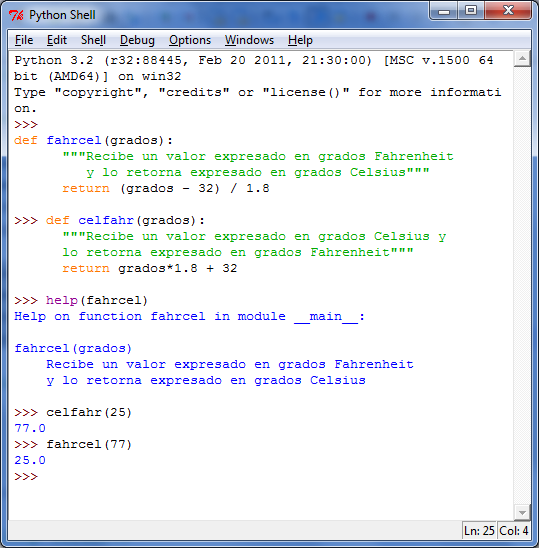 Python Shell
File Edit Shell Debug Options Windows Help
Python 3.2 (r32:88445, Feb 20 2011, 21:30:00) [MSC v.1500 64
bit (AMD64)] on win32
Type "copyright", "credits" or "license()" for more informati
on.
>>>
def fahrcel(grados):
"""Recibe un valor expresado en grados Fahrenheit
y lo retorna expresado en grados Celsius"""
return (grados - 32) / 1.8
>>> def celfahr(grados):
"""Recibe un valor expresado en grados Celsius y
lo retorna expresado en grados Fahrenheit"""
return grados*1.8 + 32
>>> help(fahrcel)
Help on function fahrcel in module __main__:
fahrcel(grados)
Recibe un valor expresado en grados Fahrenheit
y lo retorna expresado en grados Celsius
>>> celfahr(25)
77.0
>>> fahrcel(77)
25.0
>>>
Ln: 25 Col: 4